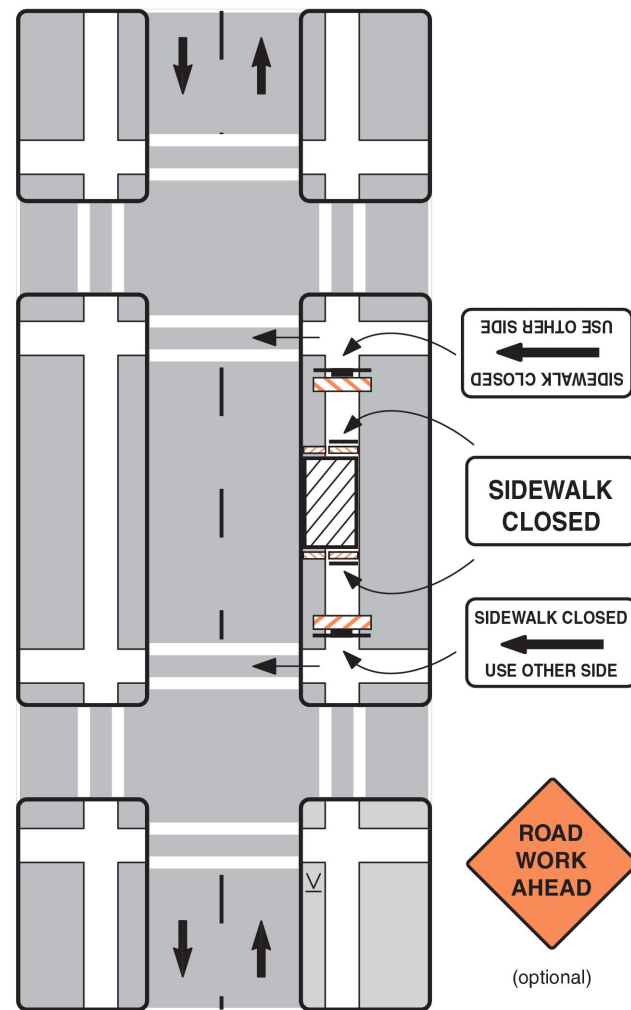 USE OTHER SIDE
SIDEWALK CLOSED
SIDEWALK
CLOSED
SIDEWALK CLOSED
USE OTHER SIDE
ROAD
WORK
AHEAD
(optional)